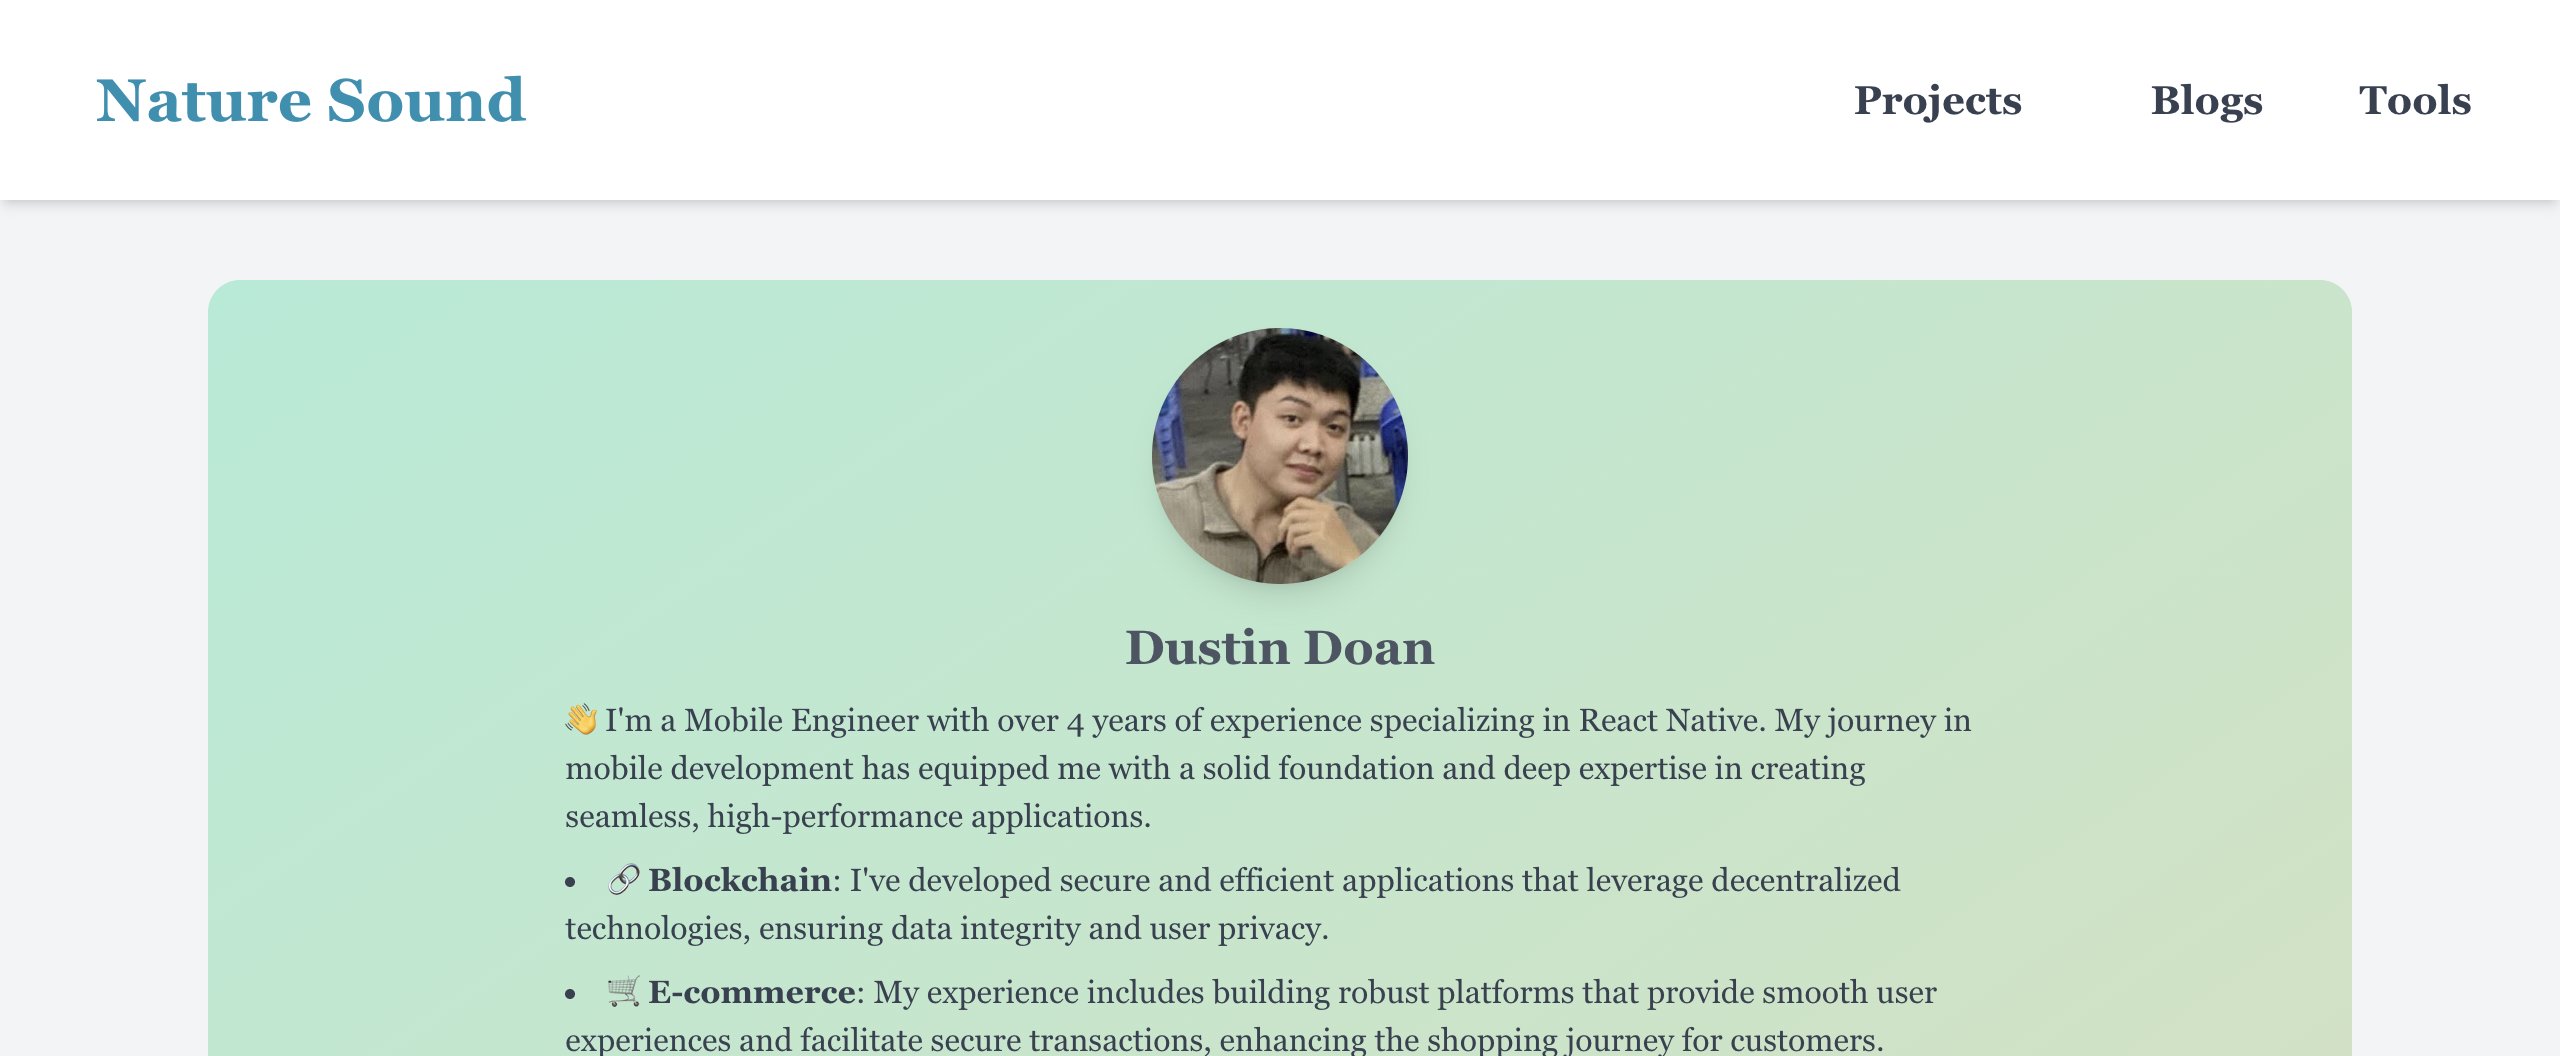 Nature Sound
Projects Blogs Tools
Dustin Doan
👋 I'm a Mobile Engineer with over 4 years of experience specializing in React Native. My journey in
mobile development has equipped me with a solid foundation and deep expertise in creating
seamless, high-performance applications.
• 🔗 Blockchain: I've developed secure and efficient applications that leverage decentralized
technologies, ensuring data integrity and user privacy.
• 🛒 E-commerce: My experience includes building robust platforms that provide smooth user
experiences and facilitate secure transactions, enhancing the shopping journey for customers.